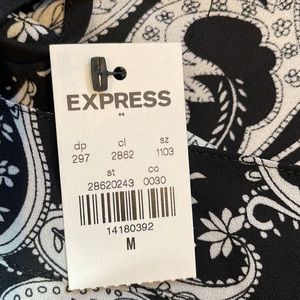 EXPRESS
dp cl sz
297 2862 1103
st co
28620243 0030
14180392
M